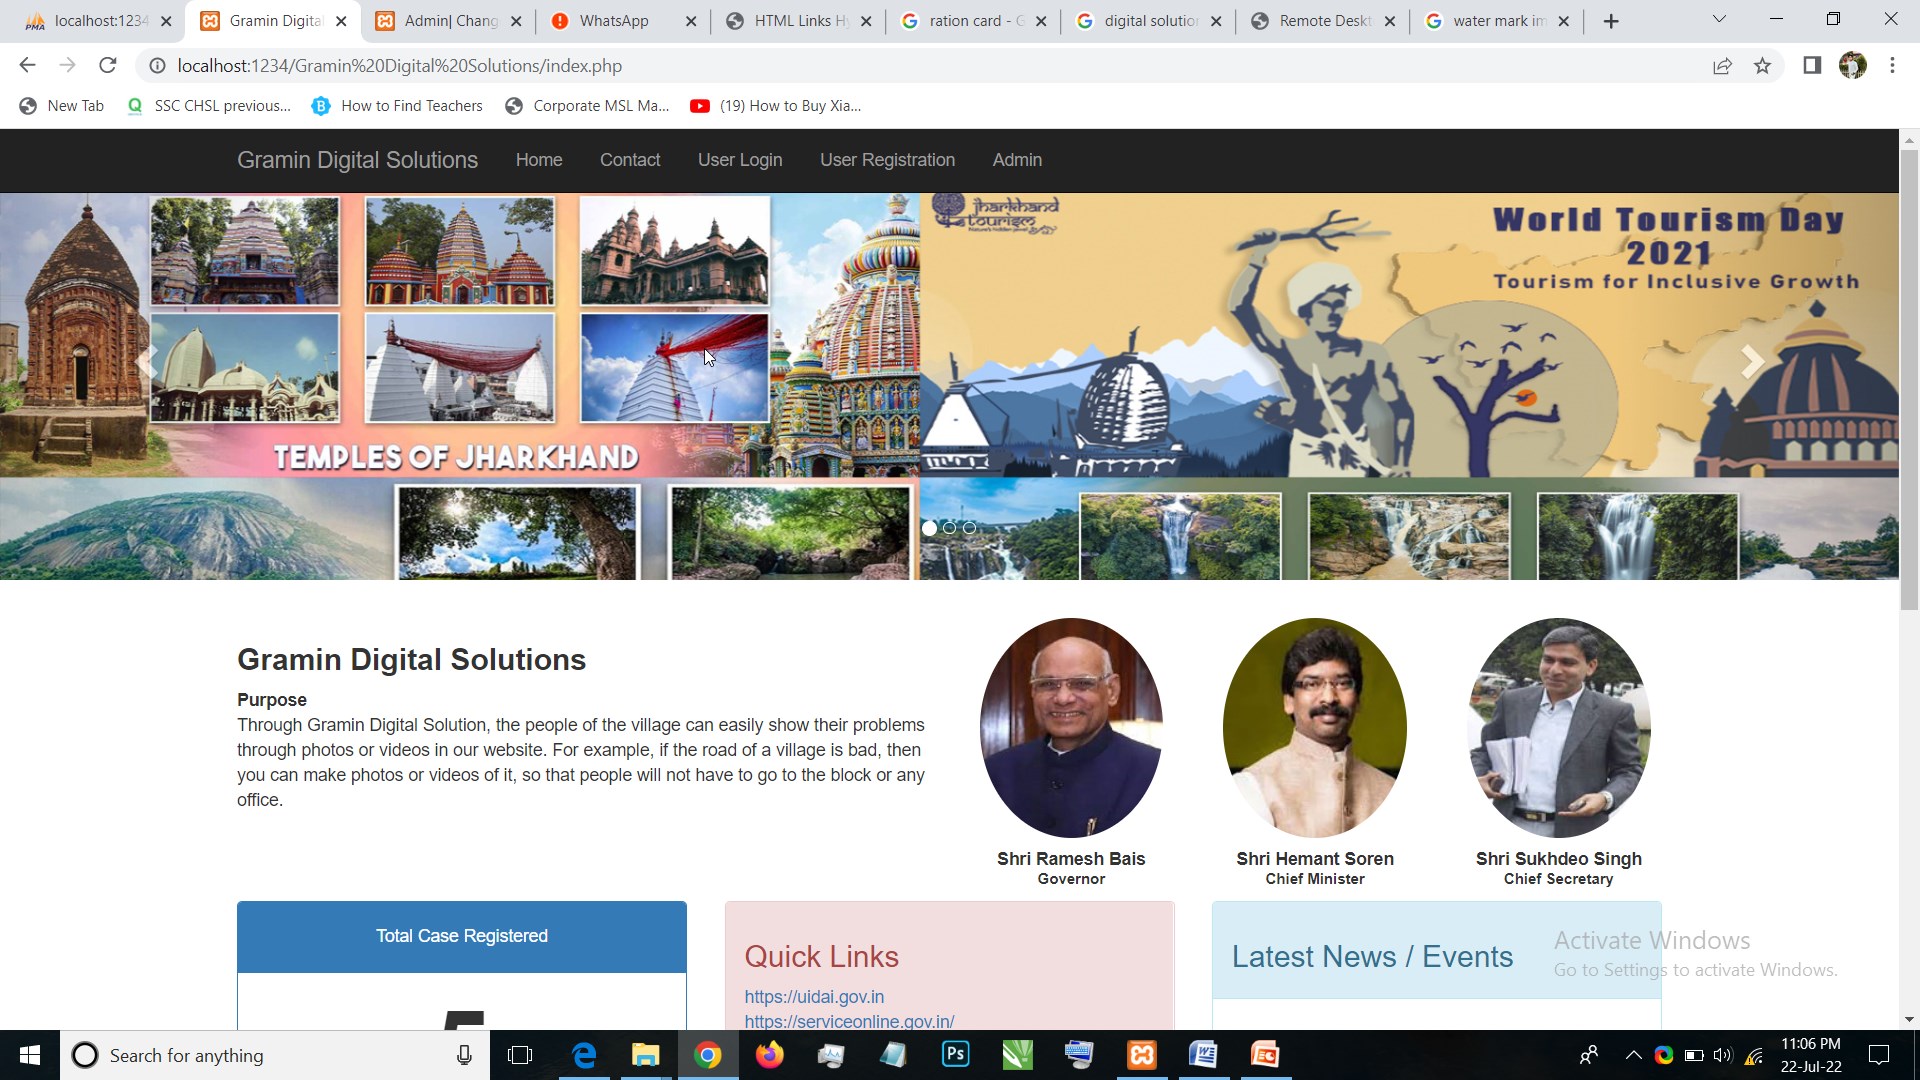 localhost:1234
Gramin Digital
Admin| Chang
WhatsApp
HTML Links Hy
ration card - G
digital solution
Remote Deskt
water mark im
localhost:1234/Gramin%20Digital%20Solutions/index.php
New Tab
SSC CHSL previous...
How to Find Teachers
Corporate MSL Ma...
(19) How to Buy Xia...
Gramin Digital Solutions
Home
Contact
User Login
User Registration
Admin
TEMPLES OF JHARKHAND
jharkhand
tourism
World Tourism Day
2021
Tourism for Inclusive Growth
Gramin Digital Solutions
Purpose
Through Gramin Digital Solution, the people of the village can easily show their problems
through photos or videos in our website. For example, if the road of a village is bad, then
you can make photos or videos of it, so that people will not have to go to the block or any
office.
Shri Ramesh Bais
Governor
Shri Hemant Soren
Chief Minister
Shri Sukhdeo Singh
Chief Secretary
Total Case Registered
Quick Links
https://uidai.gov.in
https://serviceonline.gov.in/
Latest News / Events
Activate Windows
Go to Settings to activate Windows.
Search for anything
Ps
11:06 PM
22-Jul-22